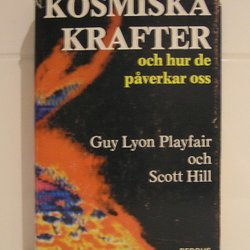 KOSMISKA
KRAFTER
och hur de
påverkar oss
Guy Lyon Playfair
och
Scott Hill